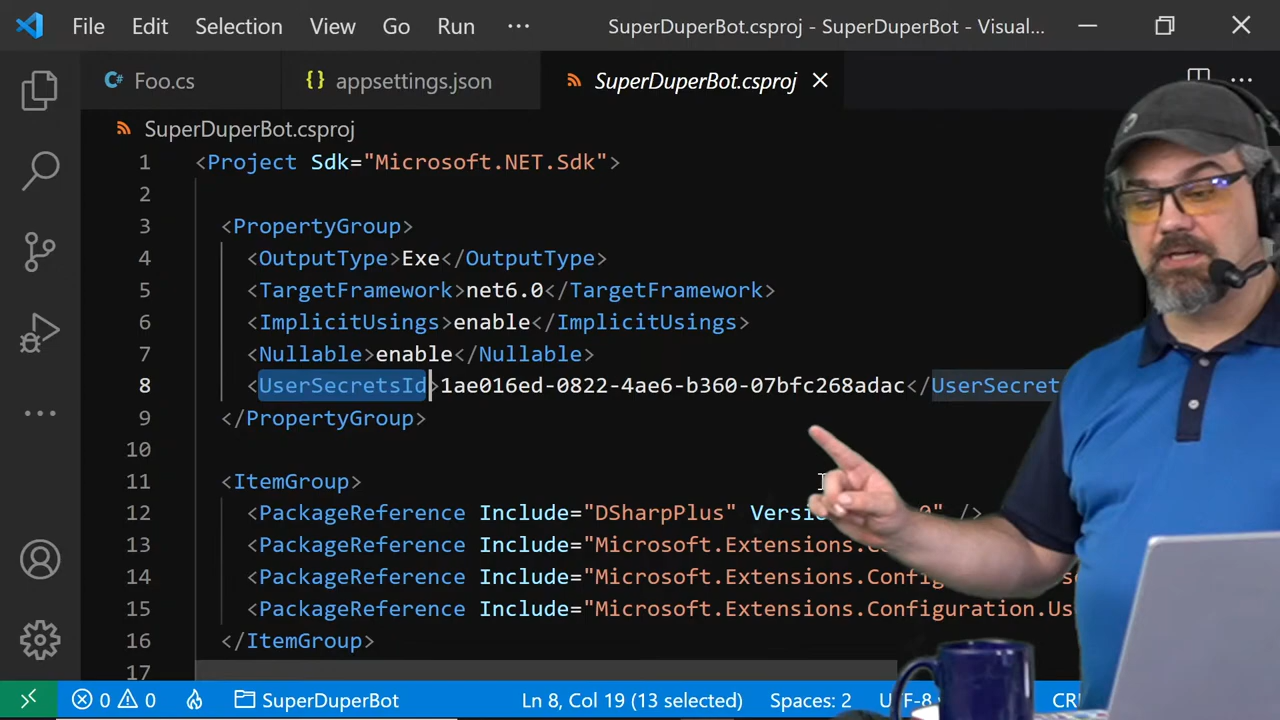 File Edit Selection View Go Run ··· SuperDuperBot.csproj - SuperDuperBot - Visual...
Foo.cs {} appsettings.json SuperDuperBot.csproj
SuperDuperBot.csproj
1 <Project Sdk="Microsoft.NET.Sdk">
2
3 <PropertyGroup>
4 <OutputType>Exe</OutputType>
5 <TargetFramework>net6.0</TargetFramework>
6 <ImplicitUsings>enable</ImplicitUsings>
7 <Nullable>enable</Nullable>
8 <UserSecretsId>1ae016ed-0822-4ae6-b360-07bfc268adac</UserSecret
9 </PropertyGroup>
10
11 <ItemGroup>
12 <PackageReference Include="DSharpPlus" 0" />
13 <PackageReference Include="Microsoft.Extensions.
14 <PackageReference Include="Microsoft.Extensions.
15 <PackageReference Include="Microsoft.Extensions.Configuration.
16 </ItemGroup>
17
0 0 SuperDuperBot Ln 8, Col 19 (13 selected) Spaces: 2